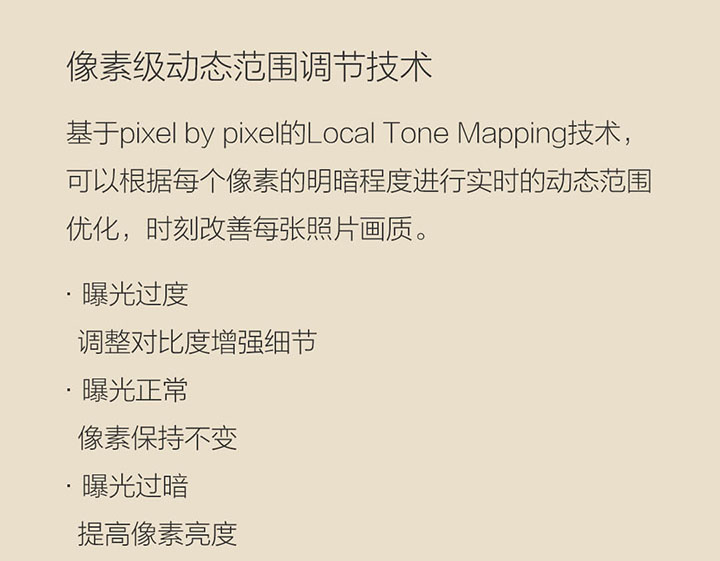 像素级动态范围调节技术
基于pixel by pixel的Local Tone Mapping技术，
可以根据每个像素的明暗程度进行实时的动态范围
优化，时刻改善每张照片画质。
· 曝光过度
调整对比度增强细节
· 曝光正常
像素保持不变
· 曝光过暗
提高像素亮度